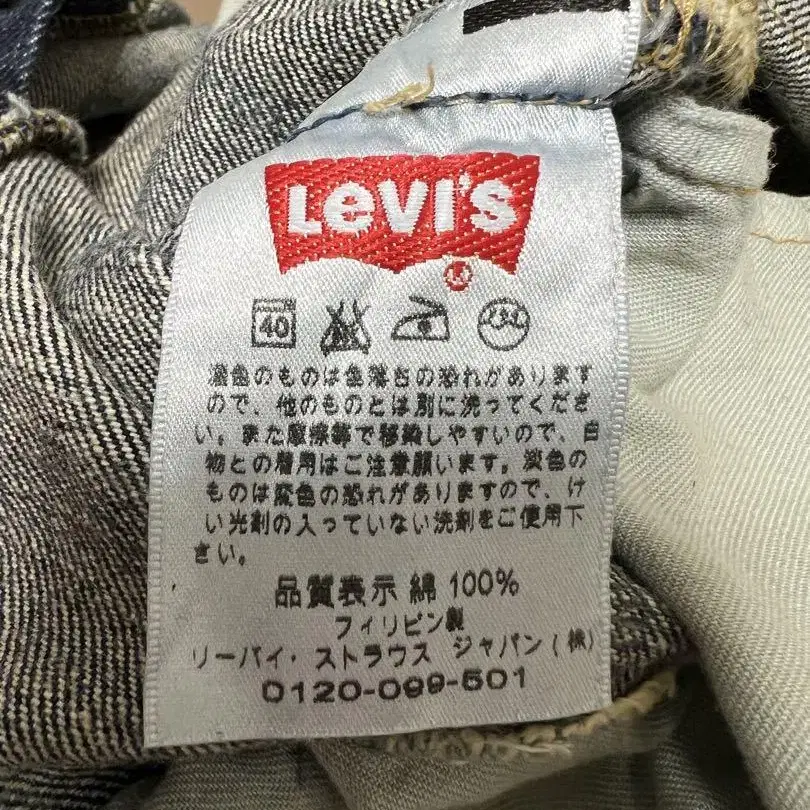 Levi's
40
濃色のものは色落ちの恐れがあります
ので、他のものとは別に洗ってくださ
い。また摩擦等で移染しやすいので、白
物との着用はご注意願います。淡色の
ものは変色の恐れがありますので、け
い光剤の入っていない洗剤をご使用下
さい。
品質表示 綿 100%
フィリピン製
リーバイ・ストラウス ジャパン(株)
0120-099-501